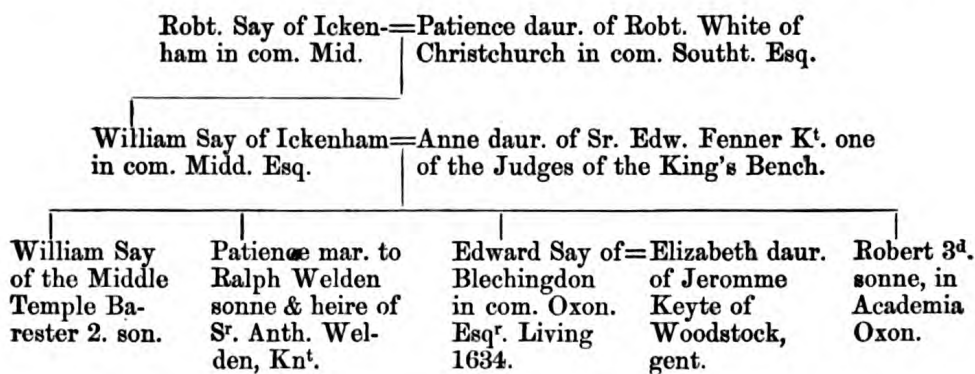 Robt. Say of Icken-=Patience daur. of Robt. White of
ham in com. Mid. Christchurch in com. Southt. Esq.
William Say of Ickenham=Anne daur. of Sr. Edw. Fenner Kt. one
in com. Midd. Esq. of the Judges of the King's Bench.
William Say
of the Middle
Temple Ba-
rester 2. son.
Patience mar. to
Ralph Welden
sonne & heire of
Sr. Anth. Wel-
den, Knt.
Edward Say of=Elizabeth daur.
Blechingdon of Jeromme
in com. Oxon. Keyte of
Esqr. Living Woodstock,
1634. gent.
Robert 3d.
sonne, in
Academia
Oxon.